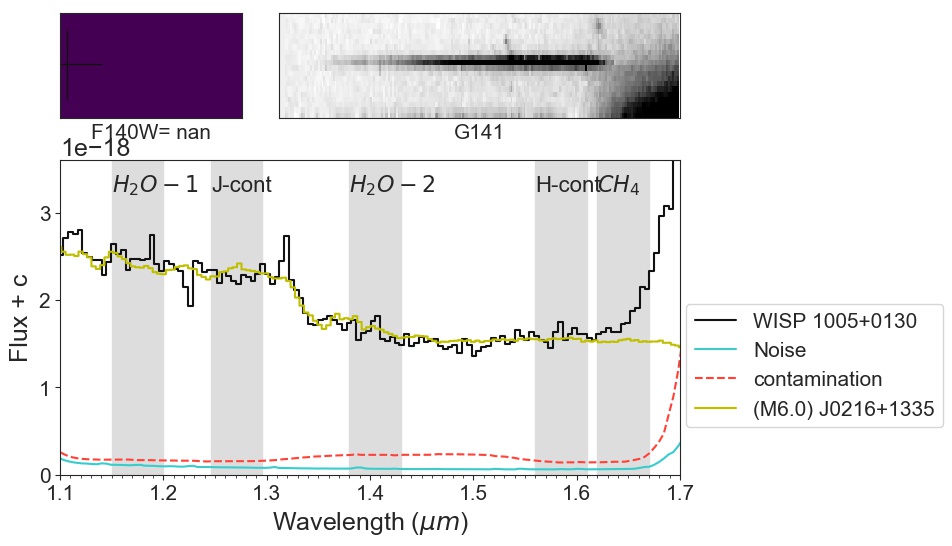 F140W= nan
G141
1e−18
H₂O − 1
J-cont
H₂O − 2
H-cont
CH₄
3
2
1
0
Flux + c
1.1
1.2
1.3
1.4
1.5
1.6
1.7
Wavelength (μm)
WISP 1005+0130
Noise
contamination
(M6.0) J0216+1335